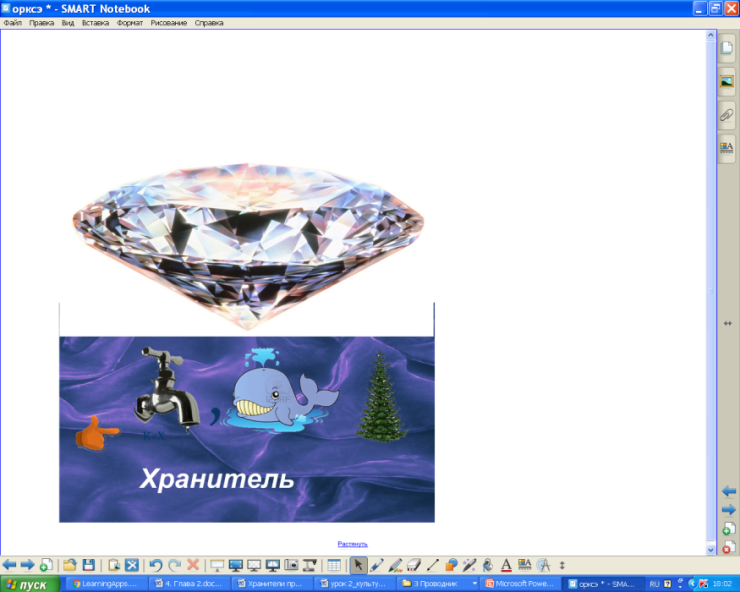 орксэ * - SMART Notebook
Файл Правка Вид Вставка Формат Рисование Справка
,
К-Х
Хранитель
Растянуть
пуск
LearningApps....
4. Глава 2.doc...
Хранители пр...
урок 2_культу...
3 Проводник
Microsoft Powe...
орксэ * - SMA...
RU
18:02